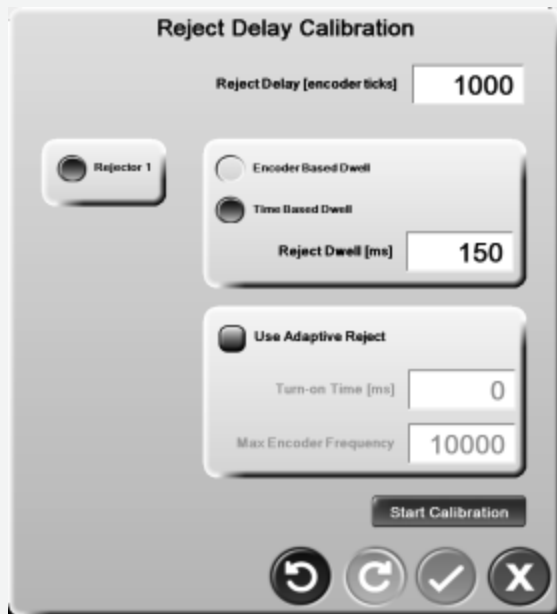 Reject Delay Calibration
Reject Delay [encoder ticks] 1000
Rejector 1
Encoder Based Dwell
Time Based Dwell
Reject Dwell [ms] 150
Use Adaptive Reject
Turn-on Time [ms] 0
Max Encoder Frequency 10000
Start Calibration